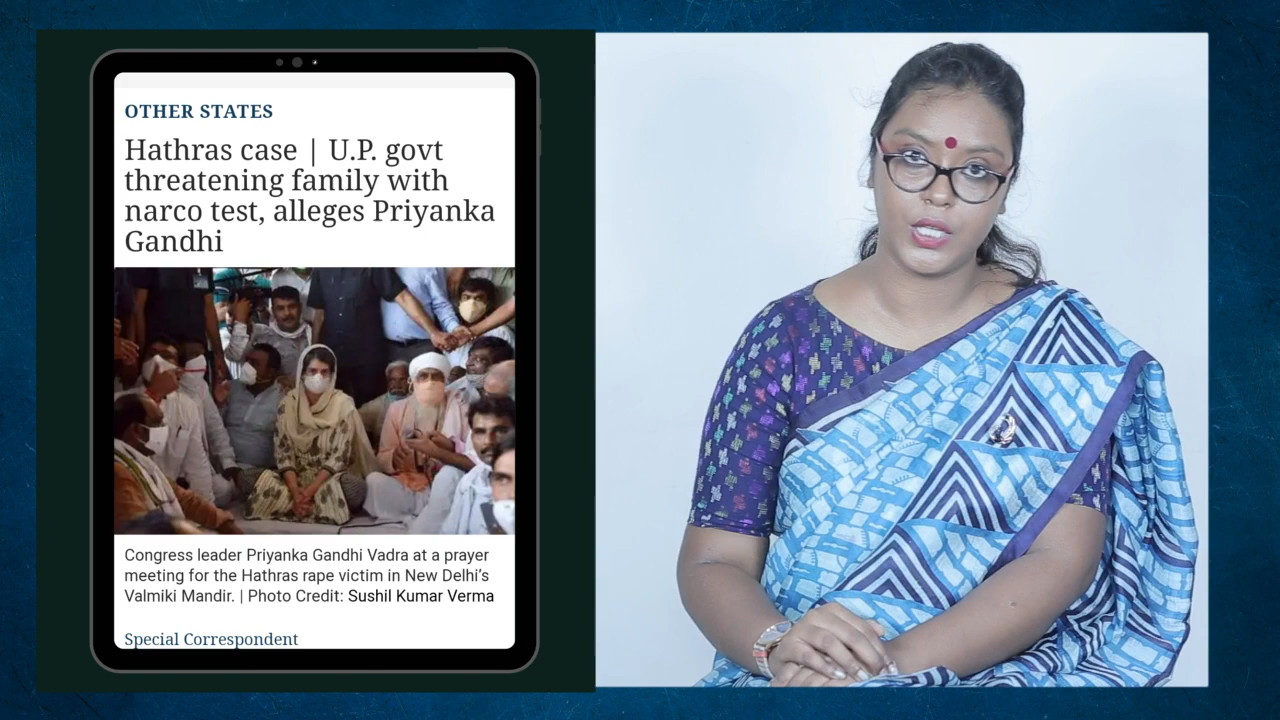 OTHER STATES
Hathras case | U.P. govt
threatening family with
narco test, alleges Priyanka
Gandhi
Congress leader Priyanka Gandhi Vadra at a prayer
meeting for the Hathras rape victim in New Delhi's
Valmiki Mandir. | Photo Credit: Sushil Kumar Verma
Special Correspondent